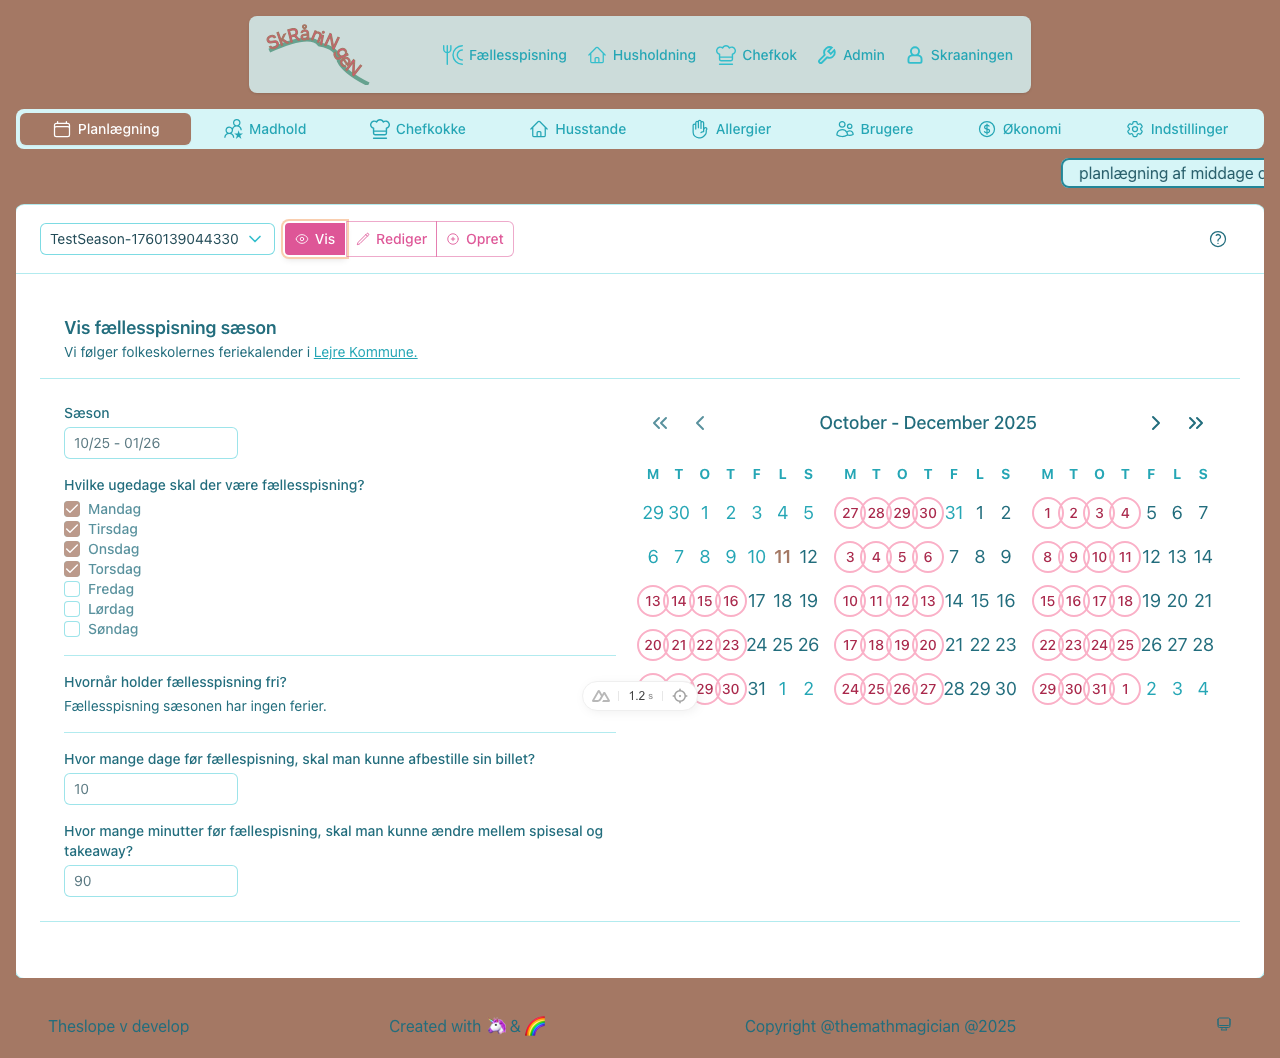 SkRåniNgeN
Fællesspisning Husholdning Chefkok Admin Skraaningen
Planlægning Madhold Chefkokke Husstande Allergier Brugere Økonomi Indstillinger
planlægning af middage
TestSeason-1760139044330 Vis Rediger Opret
Vis fællesspisning sæson
Vi følger folkeskolernes feriekalender i Lejre Kommune.
Sæson
10/25 - 01/26
Hvilke ugedage skal der være fællesspisning?
Mandag
Tirsdag
Onsdag
Torsdag
Fredag
Lørdag
Søndag
Hvornår holder fællesspisning fri?
Fællesspisning sæsonen har ingen ferier.
Hvor mange dage før fællespisning, skal man kunne afbestille sin billet?
10
Hvor mange minutter før fællespisning, skal man kunne ændre mellem spisesal og
takeaway?
90
October - December 2025
M T O T F L S M T O T F L S M T O T F L S
29 30 1 2 3 4 5 27 28 29 30 31 1 2 1 2 3 4 5 6 7
6 7 8 9 10 11 12 3 4 5 6 7 8 9 8 9 10 11 12 13 14
13 14 15 16 17 18 19 10 11 12 13 14 15 16 15 16 17 18 19 20 21
20 21 22 23 24 25 26 17 18 19 20 21 22 23 22 23 24 25 26 27 28
29 30 31 1 2 24 25 26 27 28 29 30 29 30 31 1 2 3 4
1.2 s
Theslope v develop Created with 🦄 & 🌈 Copyright @themathmagician @2025